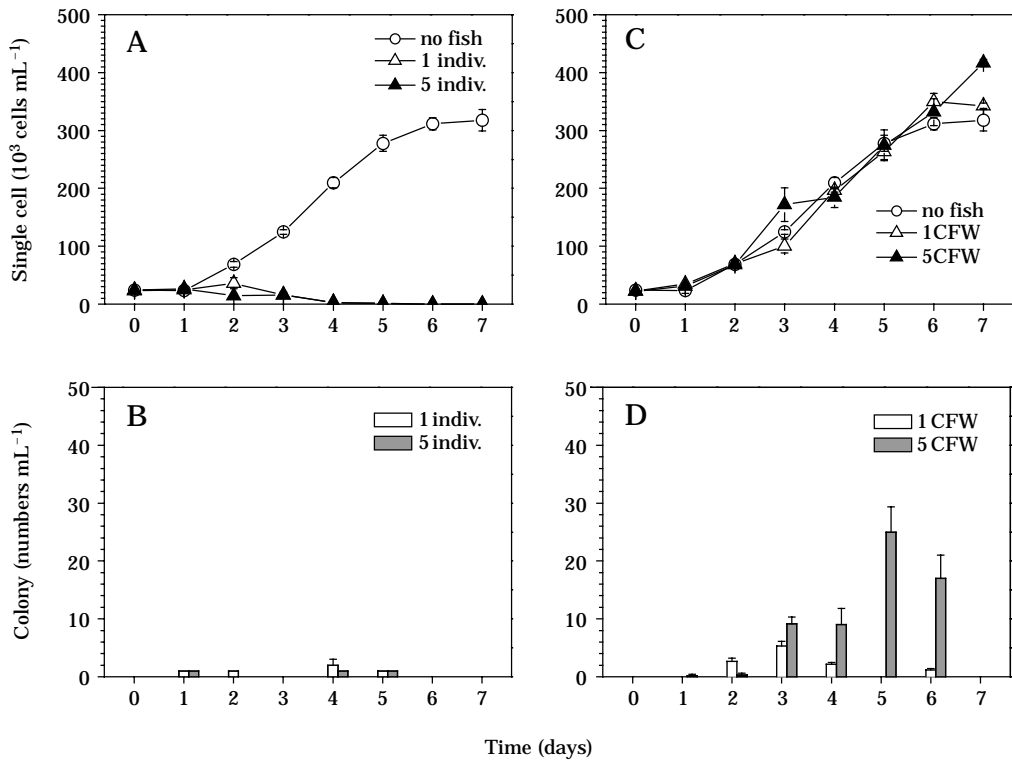 A
no fish
1 indiv.
5 indiv.
500
400
300
200
100
0
0 1 2 3 4 5 6 7
Single cell (10³ cells mL⁻¹)
C
no fish
1CFW
5CFW
500
400
300
200
100
0
0 1 2 3 4 5 6 7
B
1 indiv.
5 indiv.
50
40
30
20
10
0
0 1 2 3 4 5 6 7
Colony (numbers mL⁻¹)
D
1 CFW
5 CFW
50
40
30
20
10
0
0 1 2 3 4 5 6 7
Time (days)